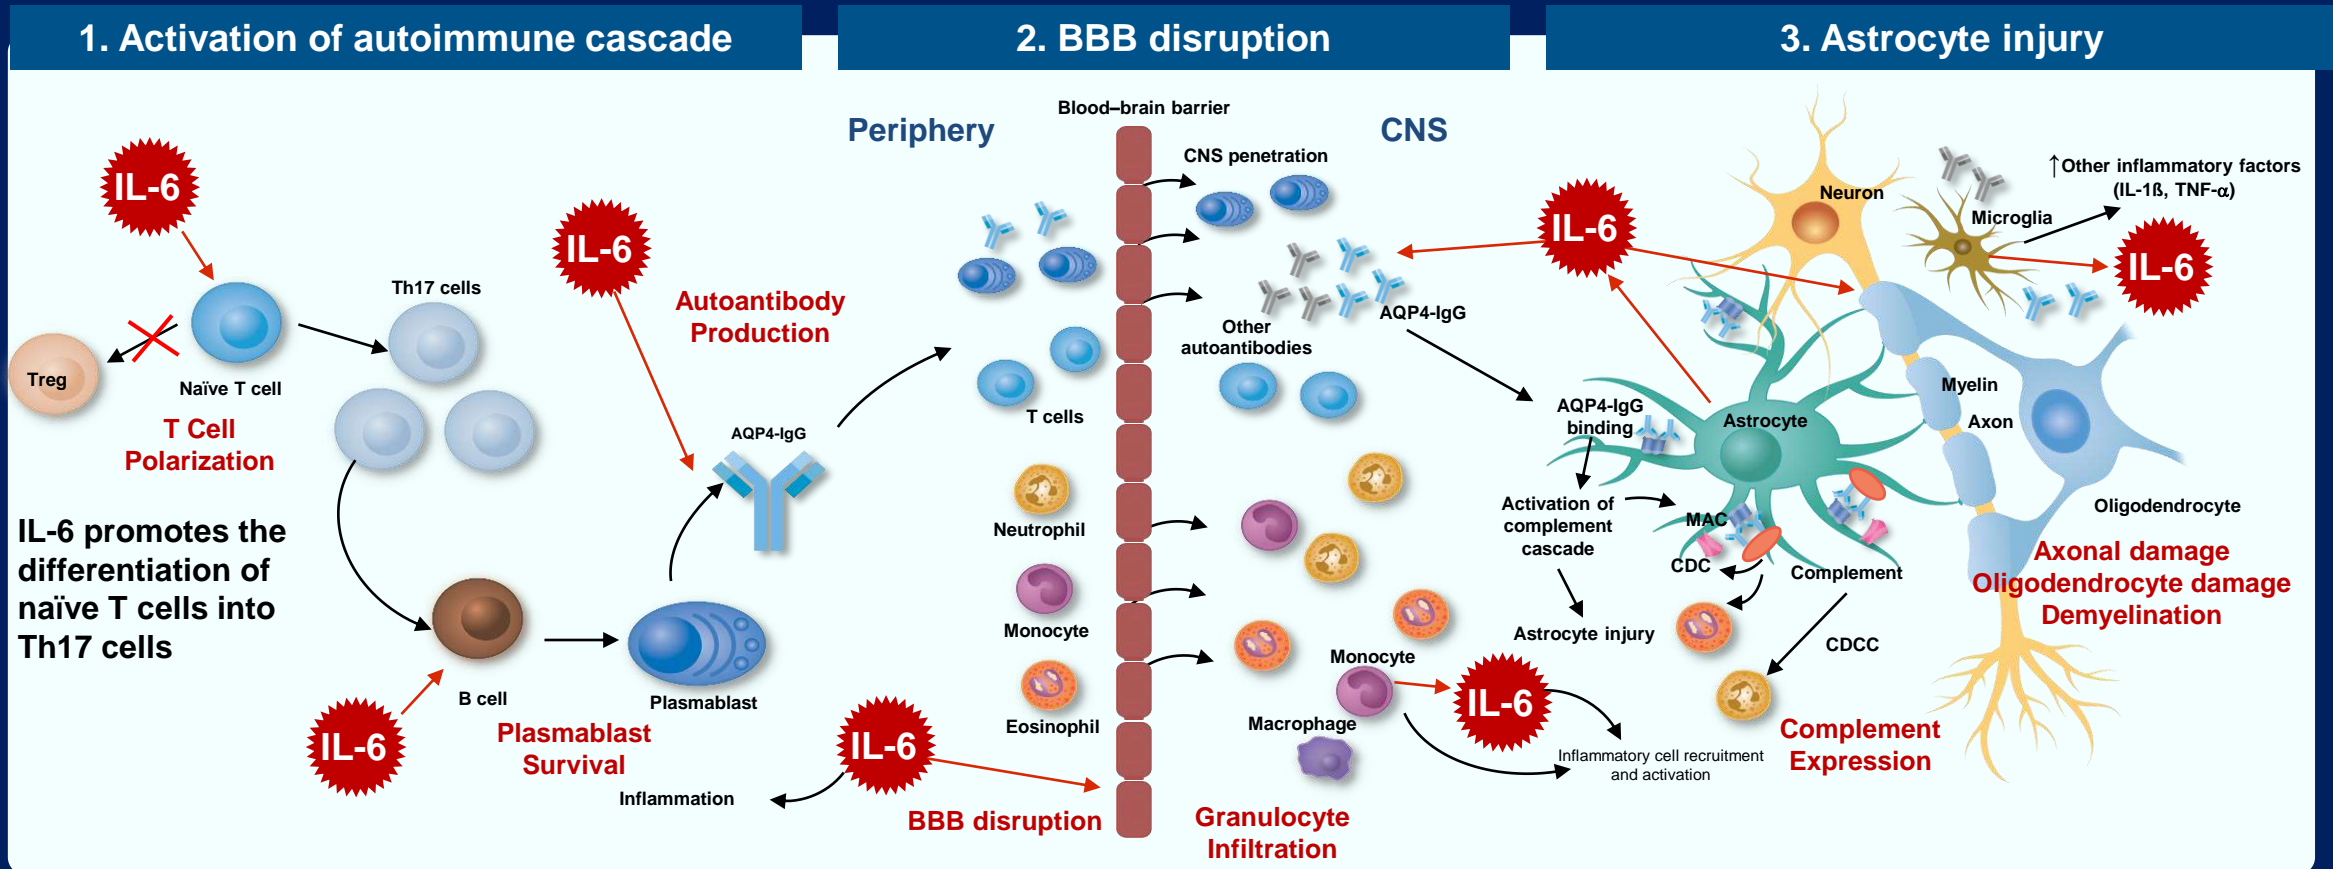 1. Activation of autoimmune cascade
2. BBB disruption
3. Astrocyte injury
IL-6
Treg
Naïve T cell
Th17 cells
T Cell
Polarization
IL-6 promotes the
differentiation of
naïve T cells into
Th17 cells
IL-6
Autoantibody
Production
AQP4-IgG
B cell
IL-6
Plasmablast
Plasmablast
Survival
Inflammation
IL-6
BBB disruption
Periphery
Blood–brain barrier
CNS
T cells
Neutrophil
Monocyte
Eosinophil
CNS penetration
Other
autoantibodies
AQP4-IgG
Monocyte
Macrophage
IL-6
Granulocyte
Infiltration
Inflammatory cell recruitment
and activation
IL-6
Neuron
Microglia
↑Other inflammatory factors
(IL-1ß, TNF-α)
IL-6
Myelin
Axon
Astrocyte
AQP4-IgG
binding
Activation of
complement
cascade
Astrocyte injury
MAC
CDC
Complement
CDCC
Complement
Expression
Oligodendrocyte
Axonal damage
Oligodendrocyte damage
Demyelination